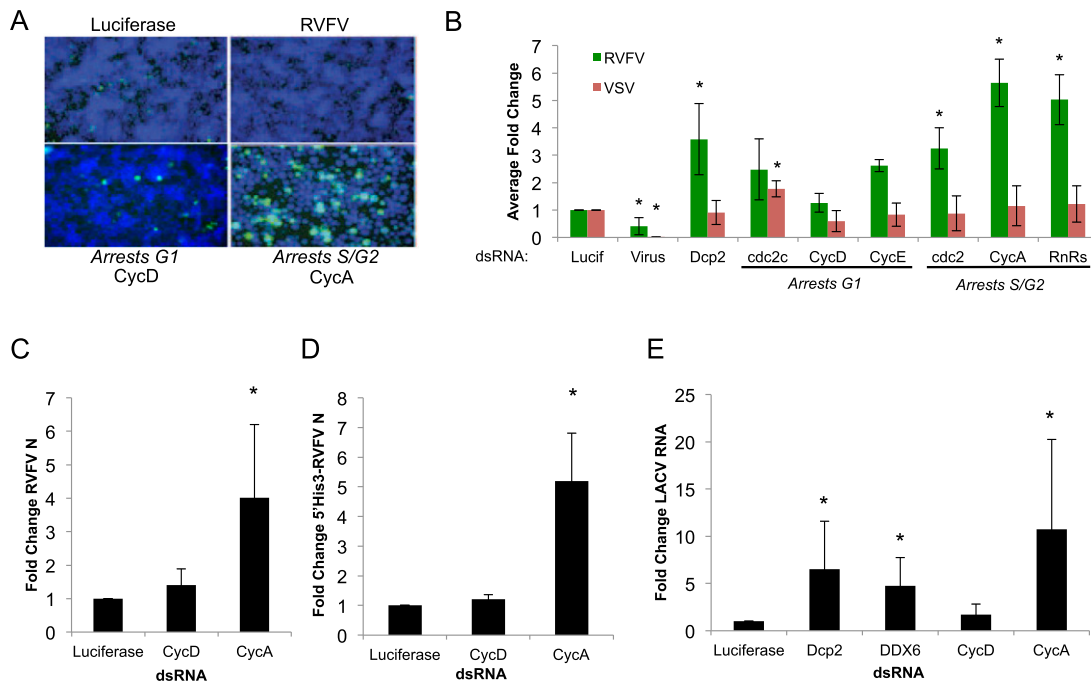 A
Luciferase RVFV
Arrests G1 Arrests S/G2
CycD CycA
B
Average Fold Change
7
6
5
4
3
2
1
0
RVFV
VSV
* * * * * * *
dsRNA: Lucif Virus Dcp2 cdc2c CycD CycE cdc2 CycA RnRs
Arrests G1 Arrests S/G2
C
Fold Change RVFV N
7
6
5
4
3
2
1
0
*
Luciferase CycD CycA
dsRNA
D
Fold Change 5'His3-RVFV N
8
7
6
5
4
3
2
1
0
*
Luciferase CycD CycA
dsRNA
E
Fold Change LACV RNA
25
20
15
10
5
0
* * *
Luciferase Dcp2 DDX6 CycD CycA
dsRNA